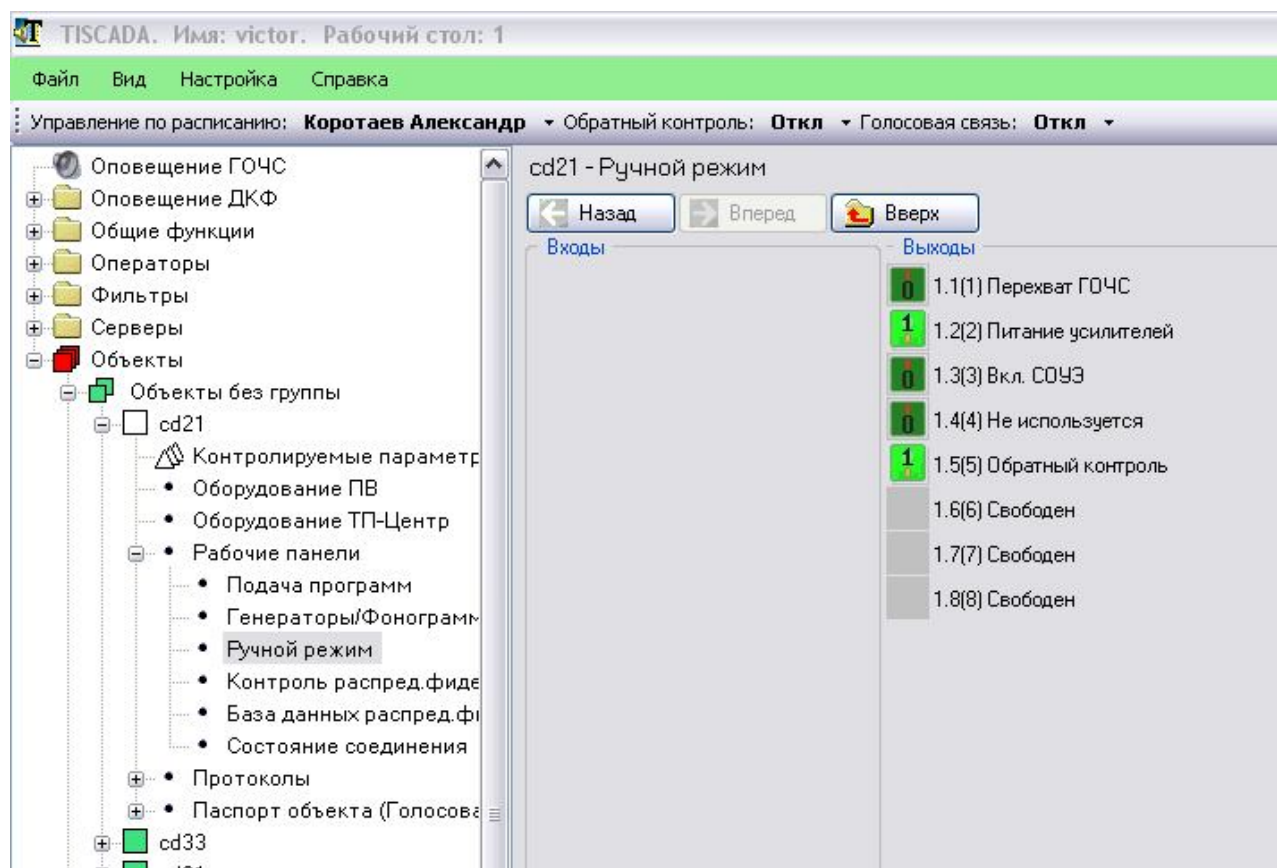 TISCADA. Имя: victor. Рабочий стол: 1
Файл Вид Настройка Справка
Управление по расписанию: Коротаев Александр Обратный контроль: Откл Голосовая связь: Откл
Оповещение ГОЧС
Оповещение ДКФ
Общие функции
Операторы
Фильтры
Серверы
Объекты
Объекты без группы
cd21
Контролируемые параметр
Оборудование ПВ
Оборудование ТП-Центр
Рабочие панели
Подача программ
Генераторы/Фонограмм
Ручной режим
Контроль распред.фиде
База данных распред.фи
Состояние соединения
Протоколы
Паспорт объекта (Голосова
cd33
cd21 - Ручной режим
Назад Вперед Вверх
Входы
Выходы
0 1.1(1) Перехват ГОЧС
1 1.2(2) Питание усилителей
0 1.3(3) Вкл. СОУЭ
0 1.4(4) Не используется
1 1.5(5) Обратный контроль
1.6(6) Свободен
1.7(7) Свободен
1.8(8) Свободен